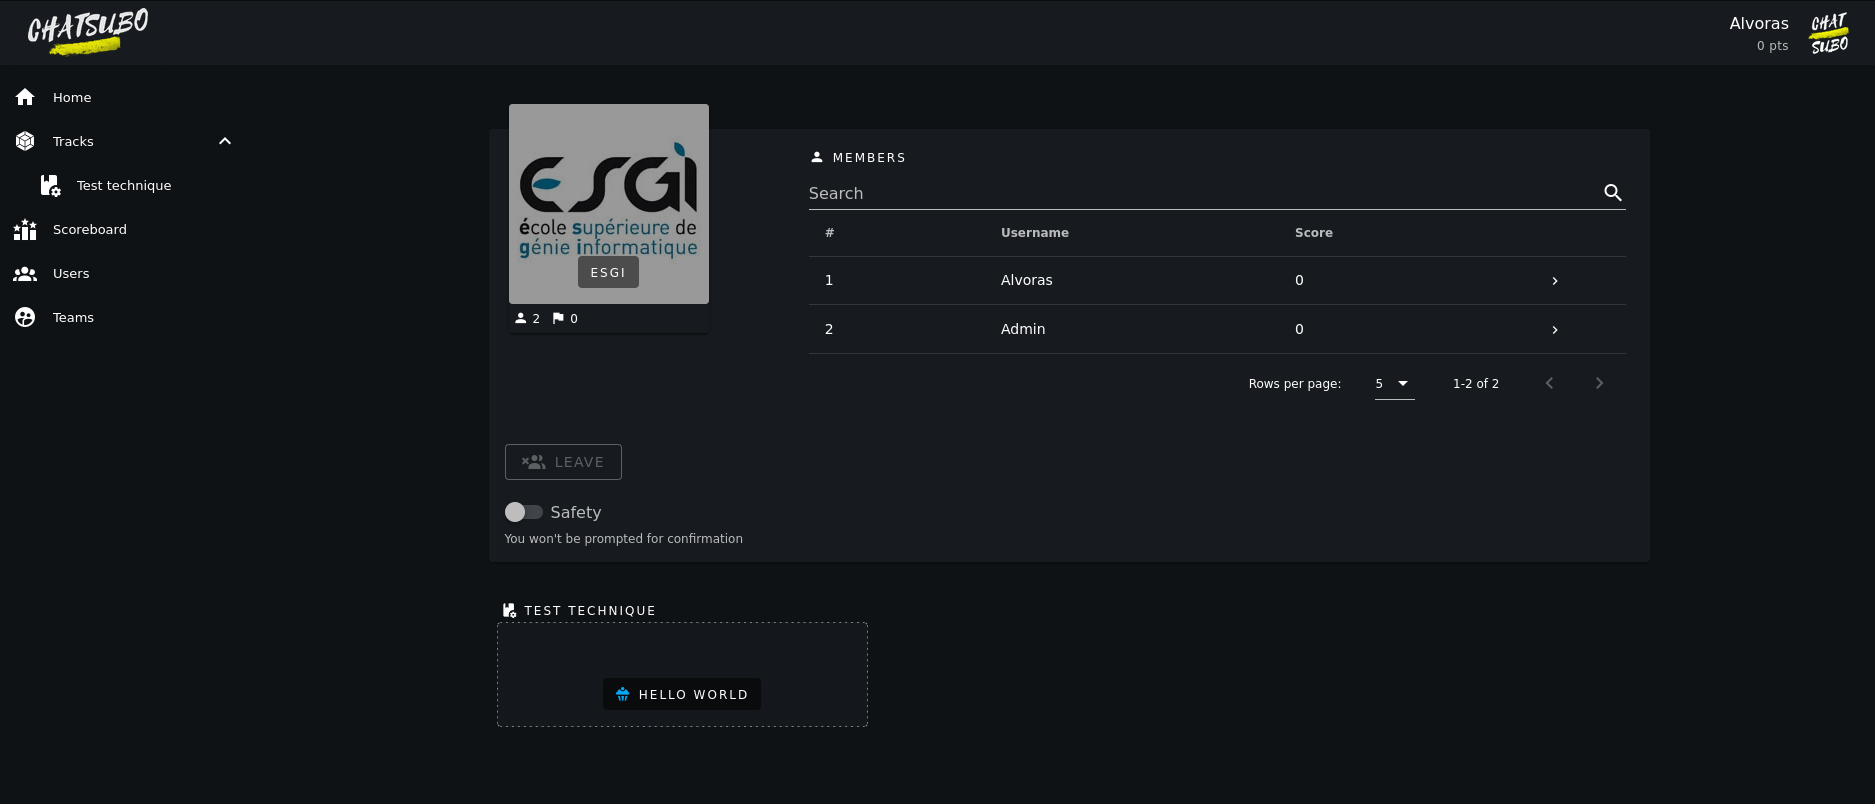 CHATSUBO
Alvoras
0 pts
CHAT
SUBO
Home
Tracks
Test technique
Scoreboard
Users
Teams
esgi
école supérieure de
génie informatique
ESGI
2 0
MEMBERS
Search
# Username Score
1 Alvoras 0
2 Admin 0
Rows per page: 5 1-2 of 2
LEAVE
Safety
You won't be prompted for confirmation
TEST TECHNIQUE
HELLO WORLD